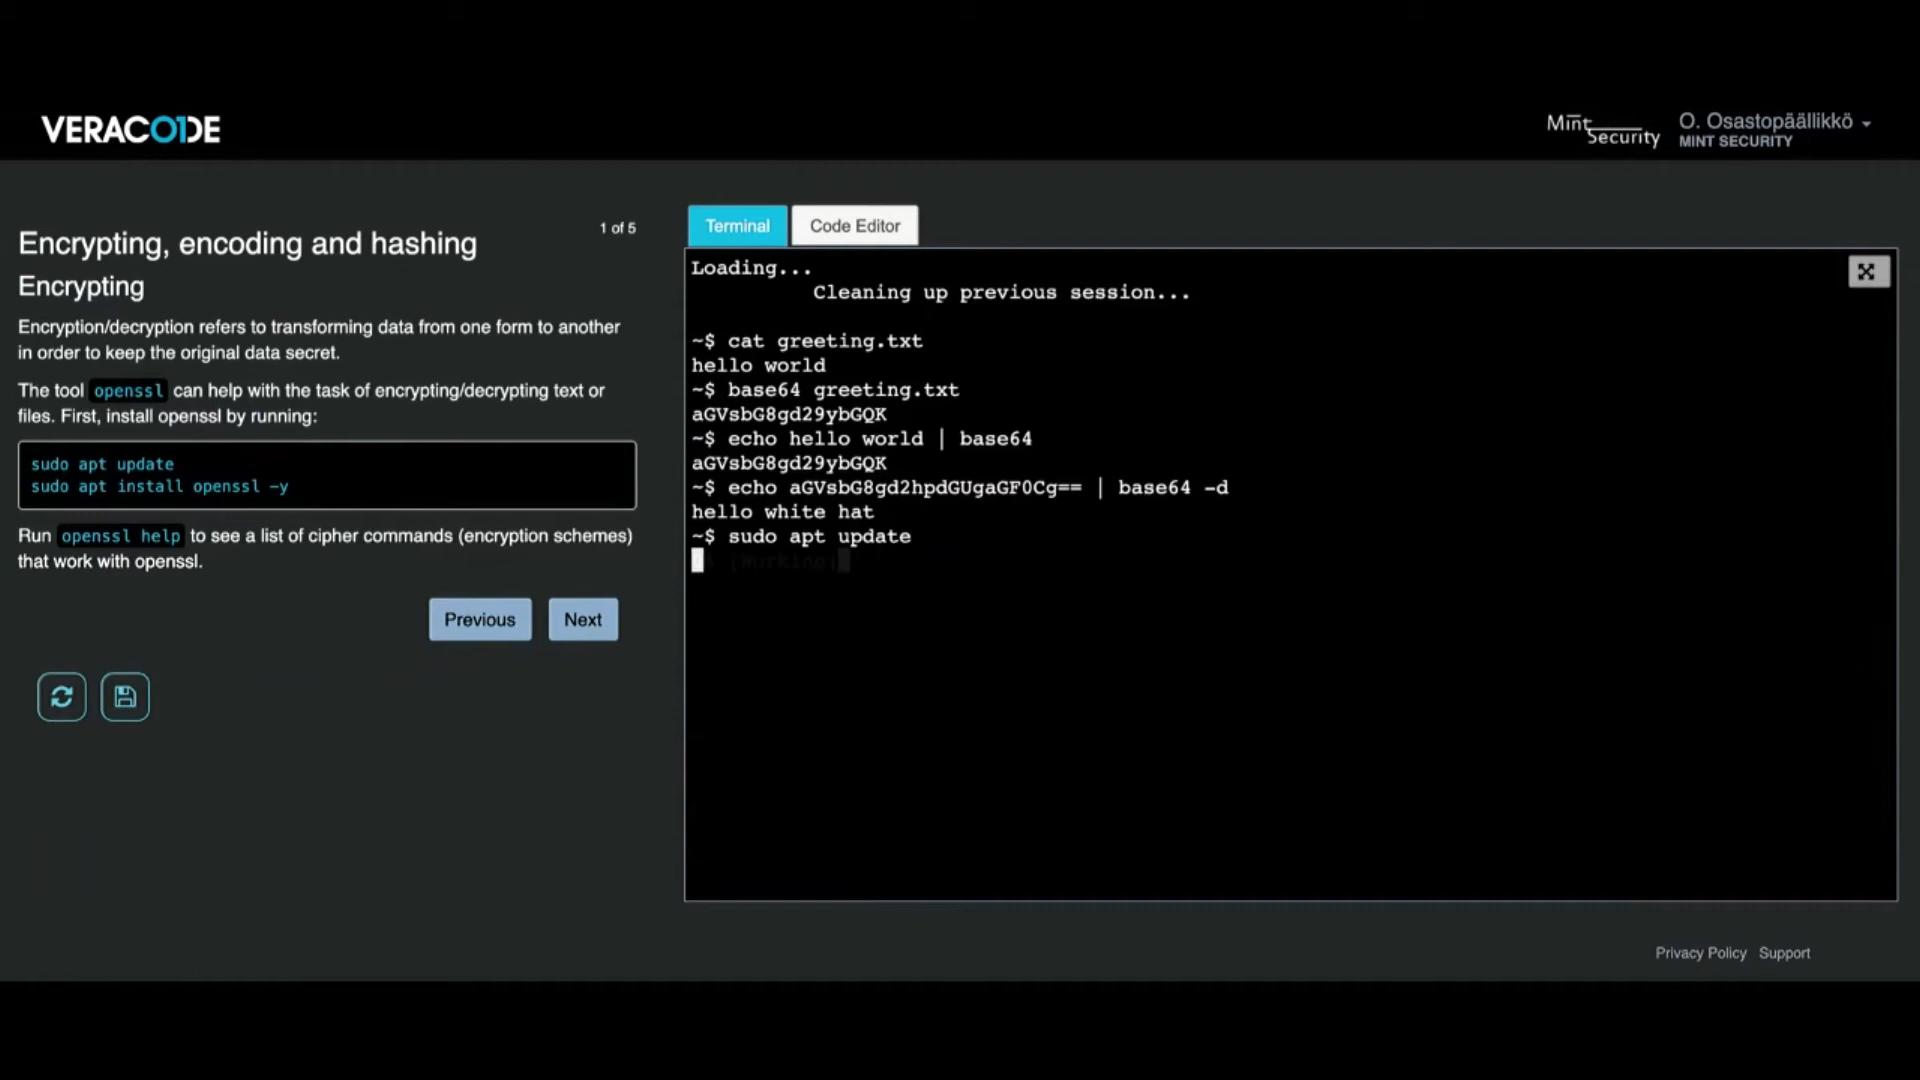 VERACODE
Mint Security
O. Osastopäällikkö
MINT SECURITY
1 of 5
Encrypting, encoding and hashing
Encrypting
Encryption/decryption refers to transforming data from one form to another
in order to keep the original data secret.
The tool openssl can help with the task of encrypting/decrypting text or
files. First, install openssl by running:
sudo apt update
sudo apt install openssl -y
Run openssl help to see a list of cipher commands (encryption schemes)
that work with openssl.
Previous
Next
Terminal
Code Editor
Loading...
Cleaning up previous session...
~$ cat greeting.txt
hello world
~$ base64 greeting.txt
aGVsbG8gd29ybGQK
~$ echo hello world | base64
aGVsbG8gd29ybGQK
~$ echo aGVsbG8gd2hpdGUgaGF0Cg== | base64 -d
hello white hat
~$ sudo apt update
[Working]
Privacy Policy
Support